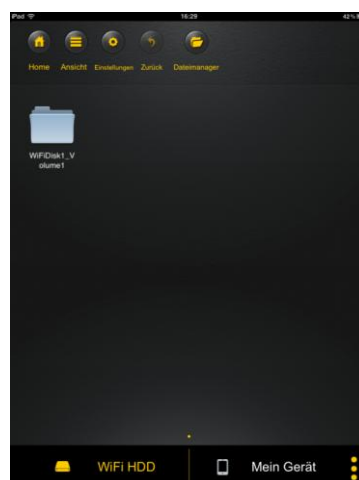 iPad 16:29 42%
Home Ansicht Einstellungen Zurück Dateimanager
WiFiDisk1_V
olume1
WiFi HDD Mein Gerät